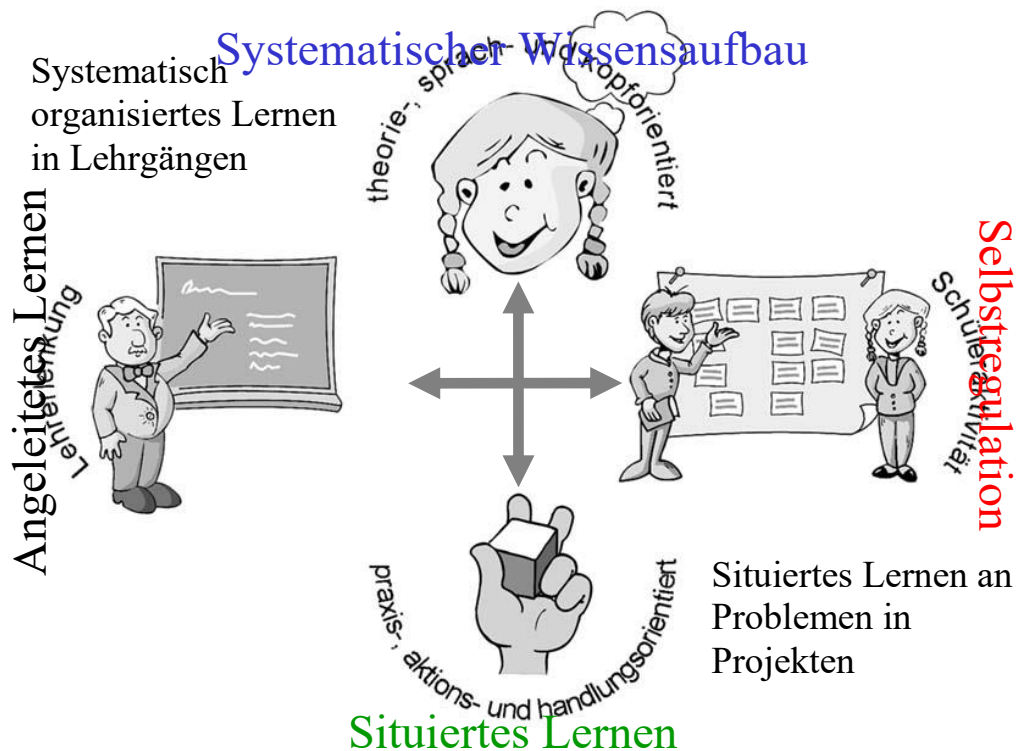 Systematischer Wissensaufbau
Systematisch
organisiertes Lernen
in Lehrgängen
theorie-, sprach- und kopforientiert
Angeleitetes Lernen
Lehrerlenkung
Schüleraktivität
Selbstregulation
praxis-, aktions- und handlungsorientiert
Situiertes Lernen an
Problemen in
Projekten
Situiertes Lernen